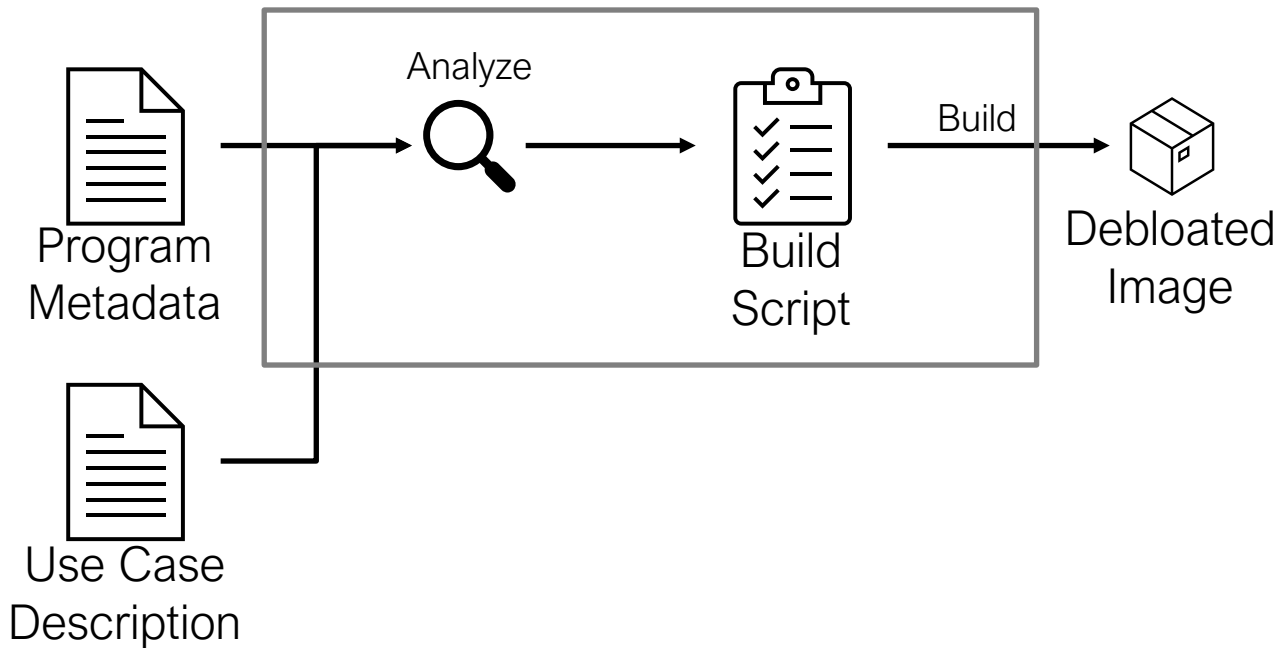 Analyze
Build
Program
Metadata
Build
Script
Debloated
Image
Use Case
Description